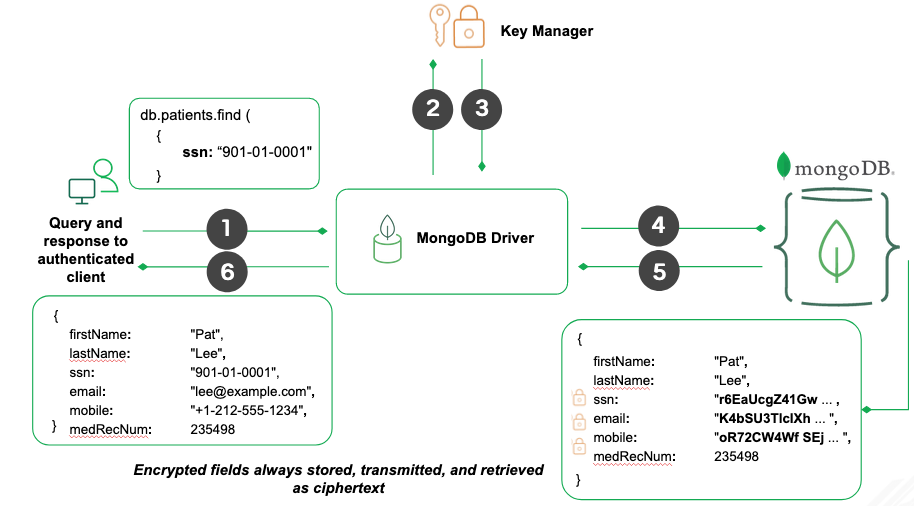 Key Manager
2
3
db.patients.find (
{
ssn: “901-01-0001"
}
mongoDB®
Query and
response to
authenticated
client
1
6
MongoDB Driver
4
5
{
firstName: "Pat",
lastName: "Lee",
ssn: "901-01-0001",
email: "lee@example.com",
mobile: "+1-212-555-1234",
} medRecNum: 235498
{
firstName: "Pat",
lastName: "Lee",
ssn: "r6EaUcgZ41Gw ... ,
email: "K4bSU3TlcIXh ... ",
mobile: "oR72CW4Wf SEj ... ",
medRecNum: 235498
}
Encrypted fields always stored, transmitted, and retrieved
as ciphertext